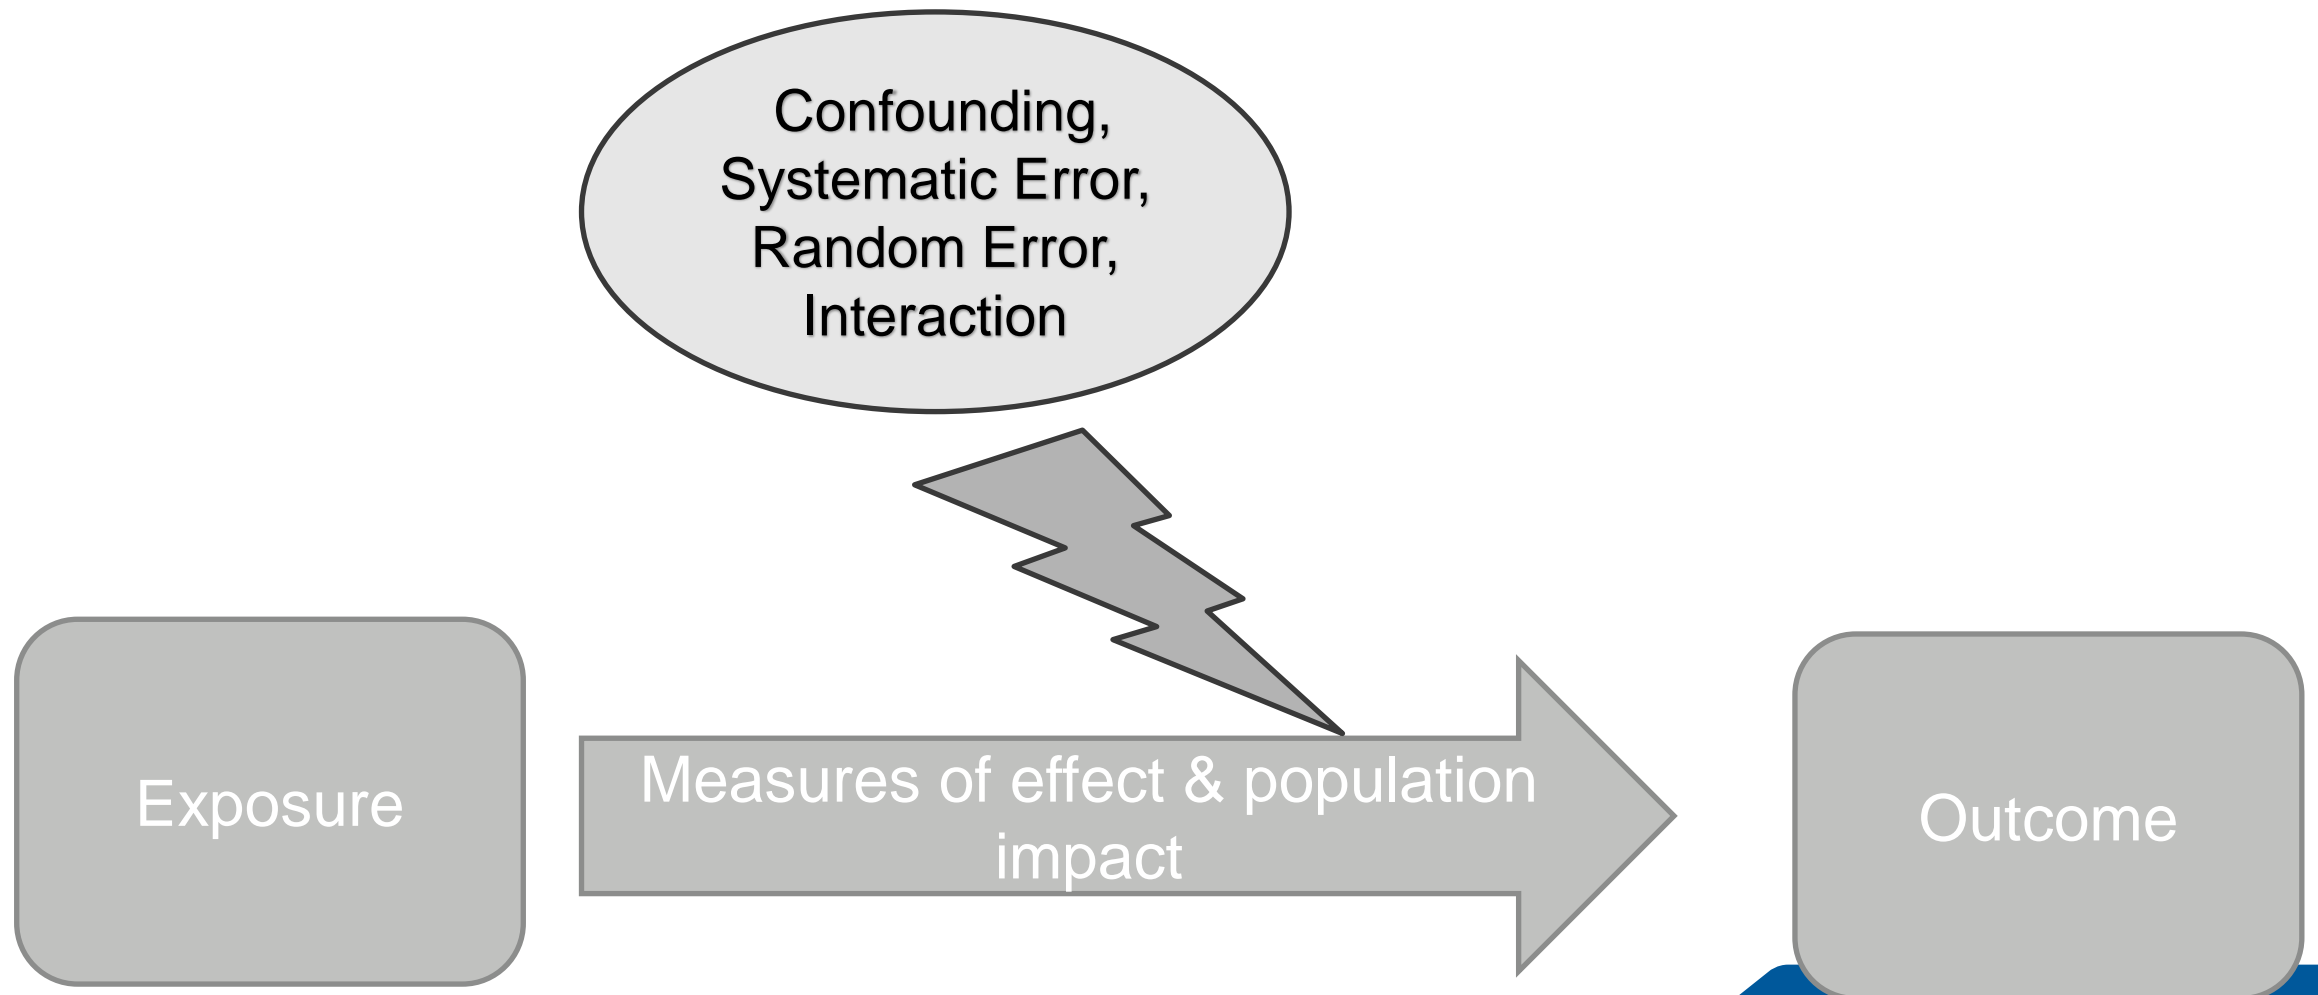 Confounding,
Systematic Error,
Random Error,
Interaction
Exposure
Measures of effect & population
impact
Outcome